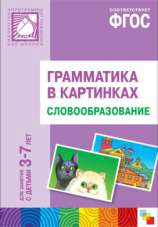 СООТВЕТСТВУЕТ
ФГОС
ГРАММАТИКА
В КАРТИНКАХ
СЛОВООБРАЗОВАНИЕ
ДЛЯ ЗАНЯТИЙ
С ДЕТЬМИ 3-7 ЛЕТ